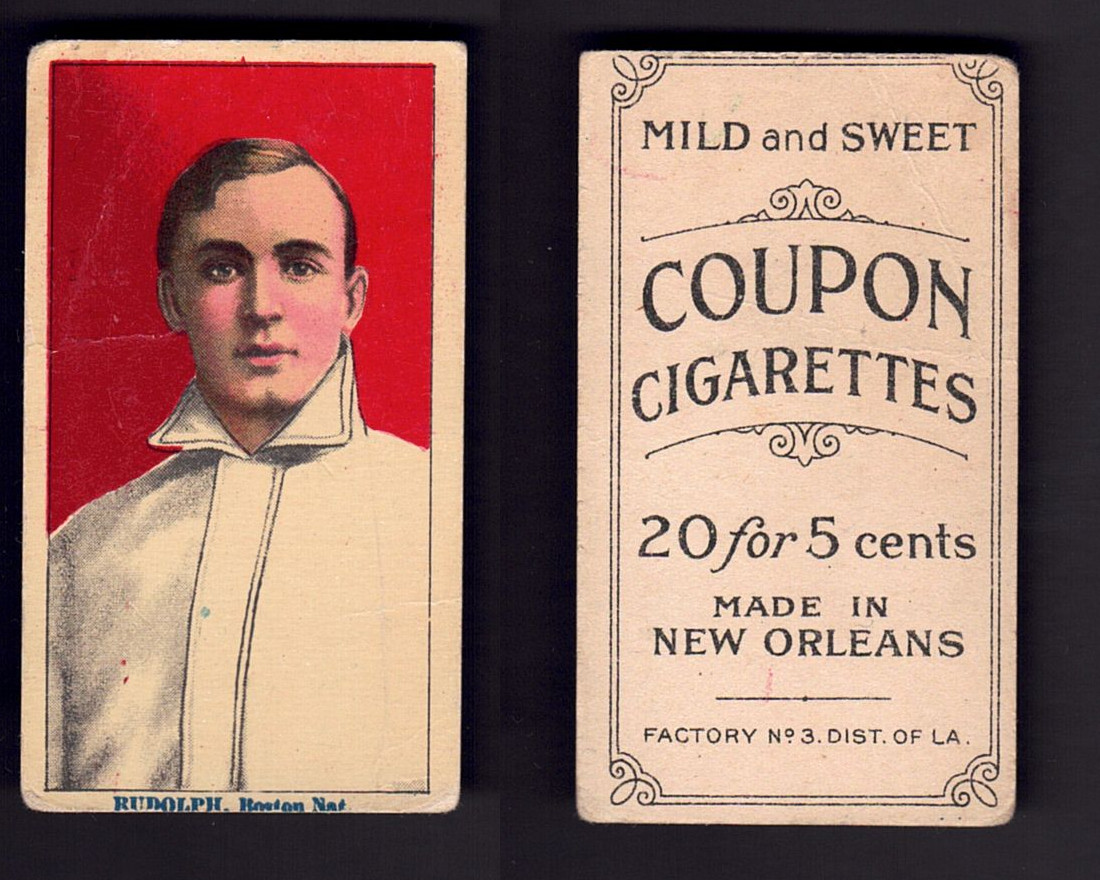 RUDOLPH, Boston Nat.
MILD and SWEET
COUPON
CIGARETTES
20 for 5 cents
MADE IN
NEW ORLEANS
FACTORY Nº 3. DIST. OF LA.